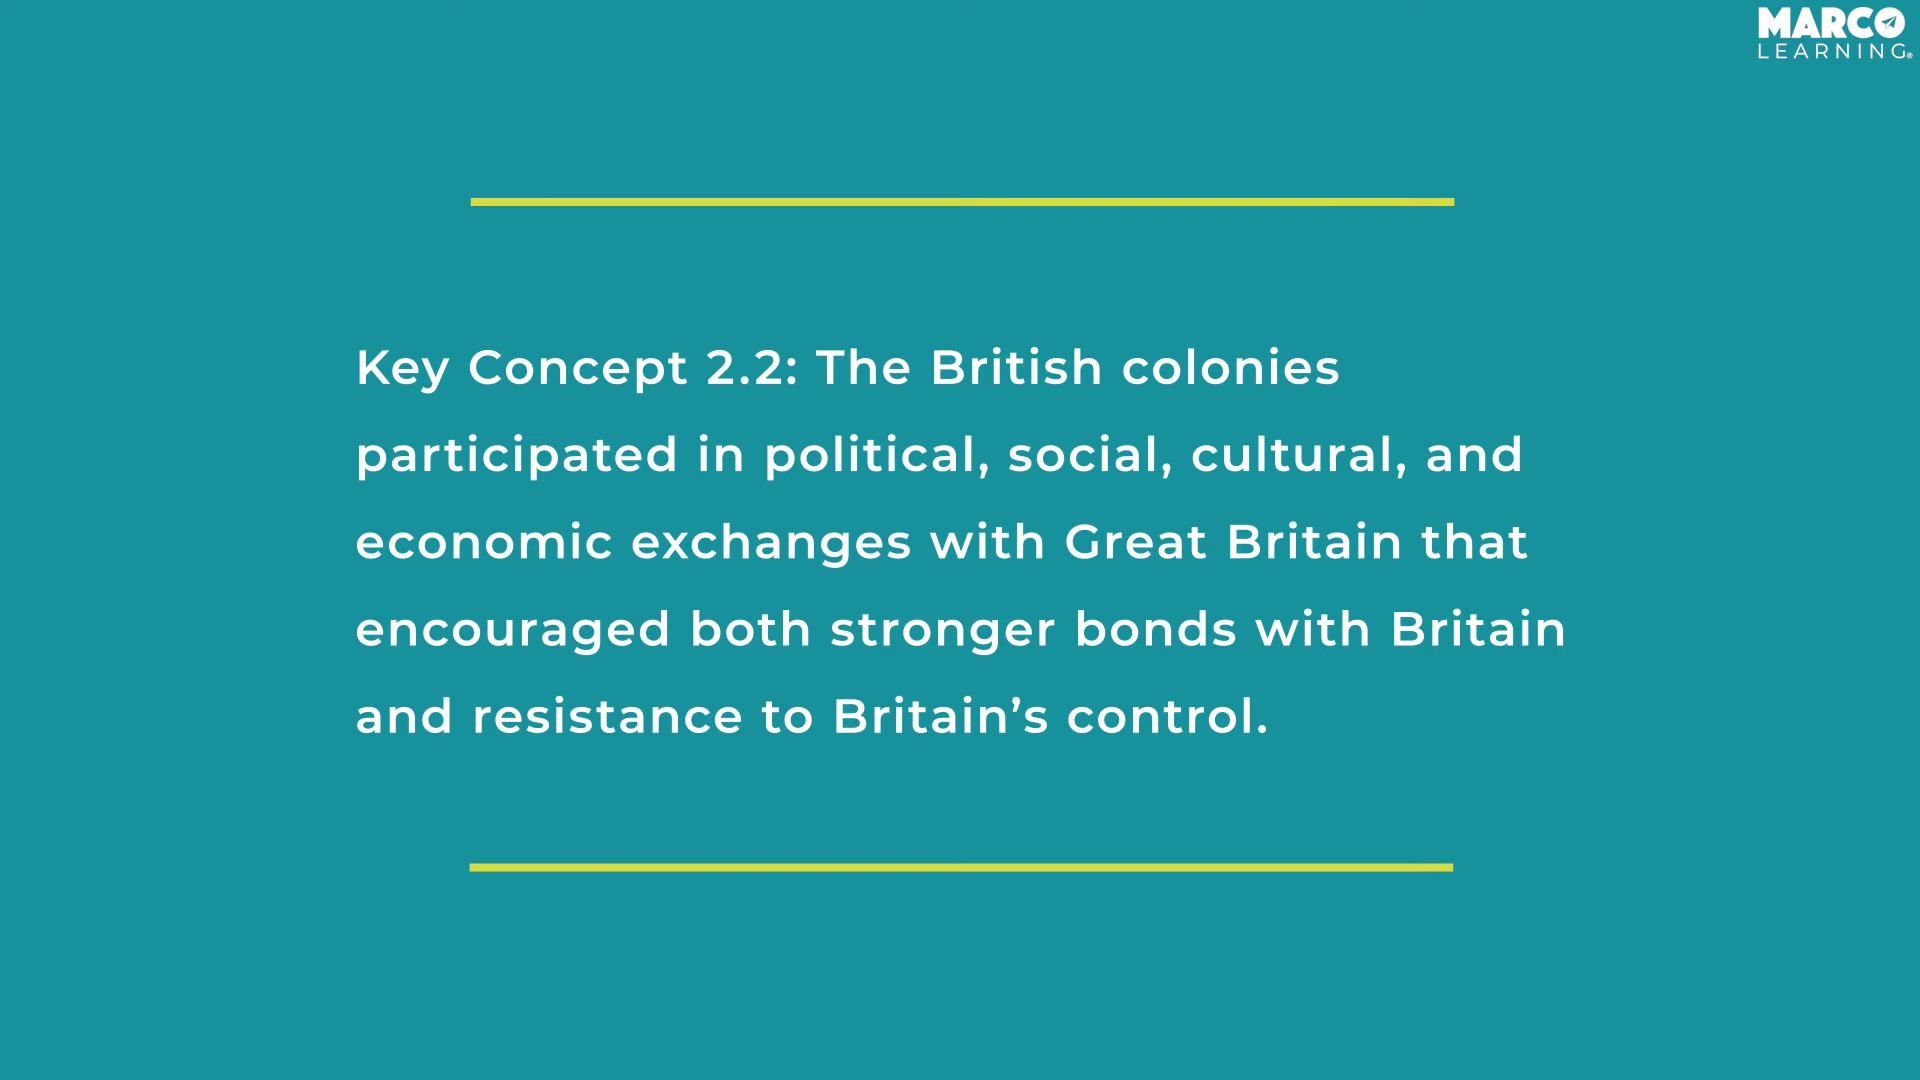 MARCO
LEARNING®
Key Concept 2.2: The British colonies
participated in political, social, cultural, and
economic exchanges with Great Britain that
encouraged both stronger bonds with Britain
and resistance to Britain’s control.